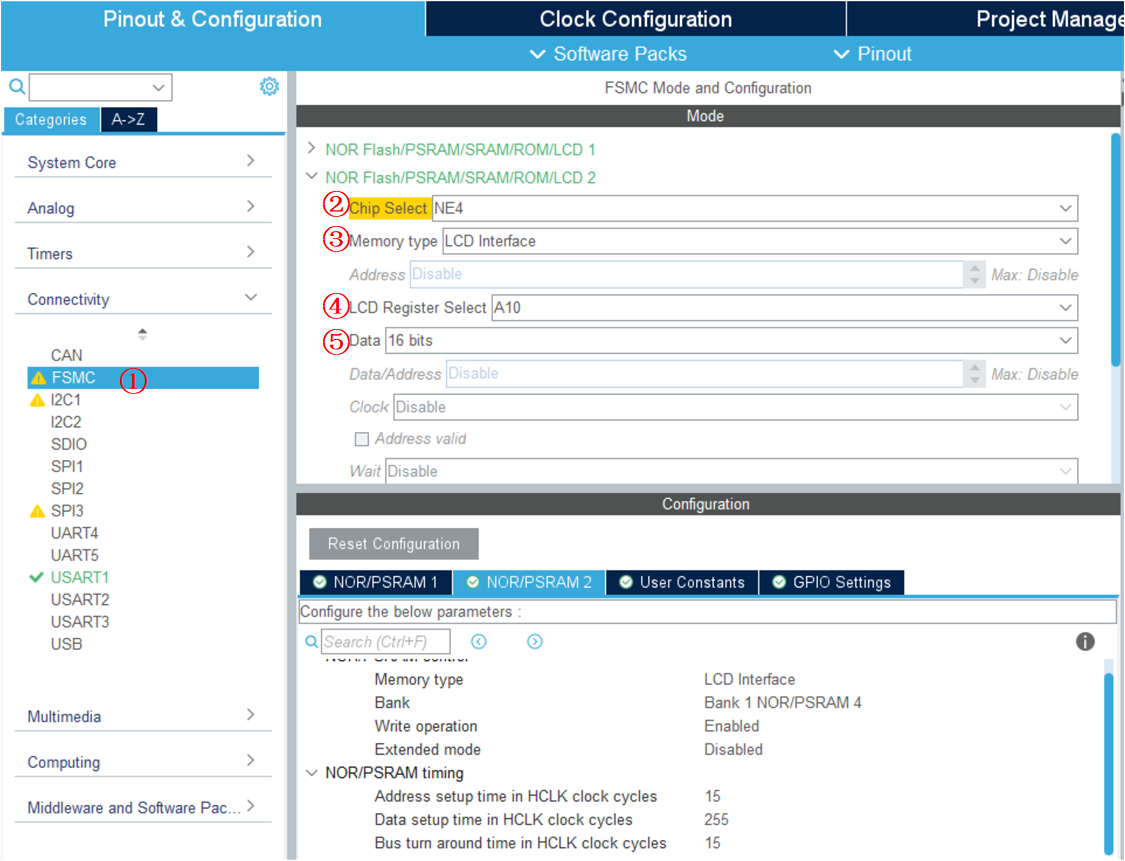 Pinout & Configuration
Clock Configuration
Project Manage
Software Packs
Pinout
Categories
A->Z
System Core
Analog
Timers
Connectivity
CAN
FSMC ①
I2C1
I2C2
SDIO
SPI1
SPI2
SPI3
UART4
UART5
USART1
USART2
USART3
USB
Multimedia
Computing
Middleware and Software Pac...
FSMC Mode and Configuration
Mode
NOR Flash/PSRAM/SRAM/ROM/LCD 1
NOR Flash/PSRAM/SRAM/ROM/LCD 2
② Chip Select NE4
③ Memory type LCD Interface
Address Disable Max: Disable
④ LCD Register Select A10
⑤ Data 16 bits
Data/Address Disable Max: Disable
Clock Disable
Address valid
Wait Disable
Configuration
Reset Configuration
NOR/PSRAM 1
NOR/PSRAM 2
User Constants
GPIO Settings
Configure the below parameters :
Search (Ctrl+F)
NOR/PSRAM control
Memory type LCD Interface
Bank Bank 1 NOR/PSRAM 4
Write operation Enabled
Extended mode Disabled
NOR/PSRAM timing
Address setup time in HCLK clock cycles 15
Data setup time in HCLK clock cycles 255
Bus turn around time in HCLK clock cycles 15